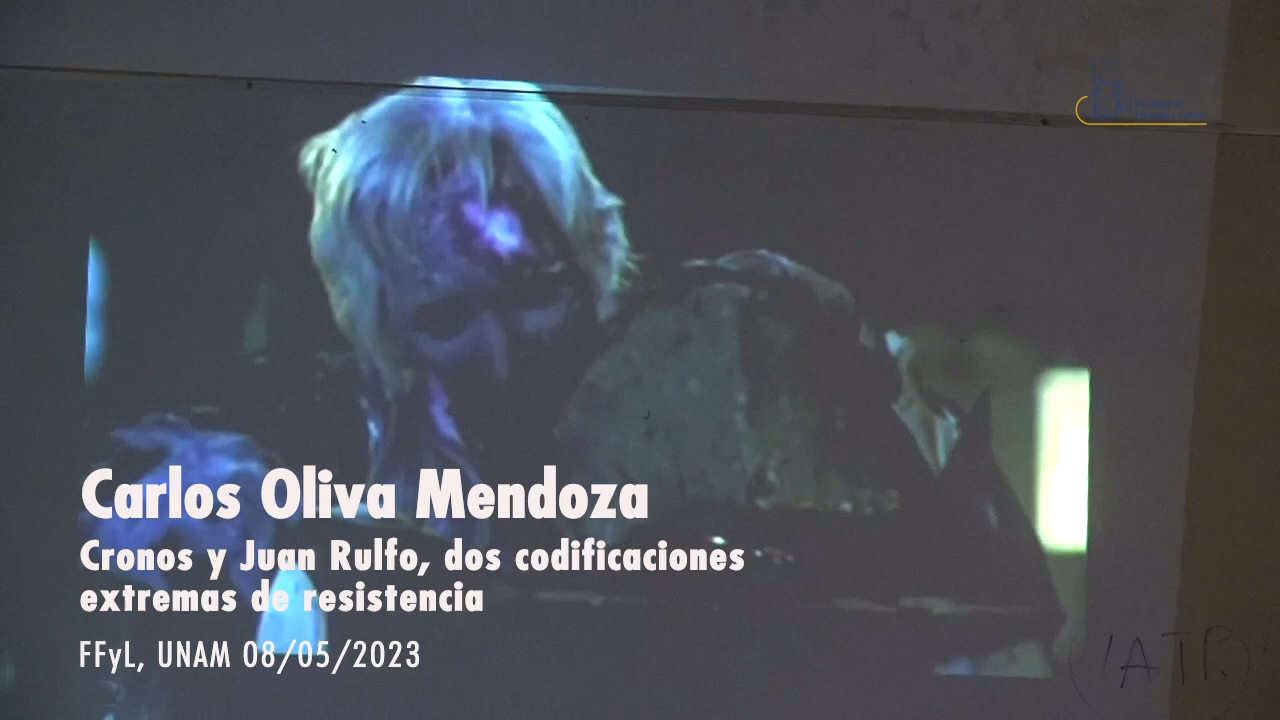 Carlos Oliva Mendoza
Cronos y Juan Rulfo, dos codificaciones
extremas de resistencia
FFyL, UNAM 08/05/2023